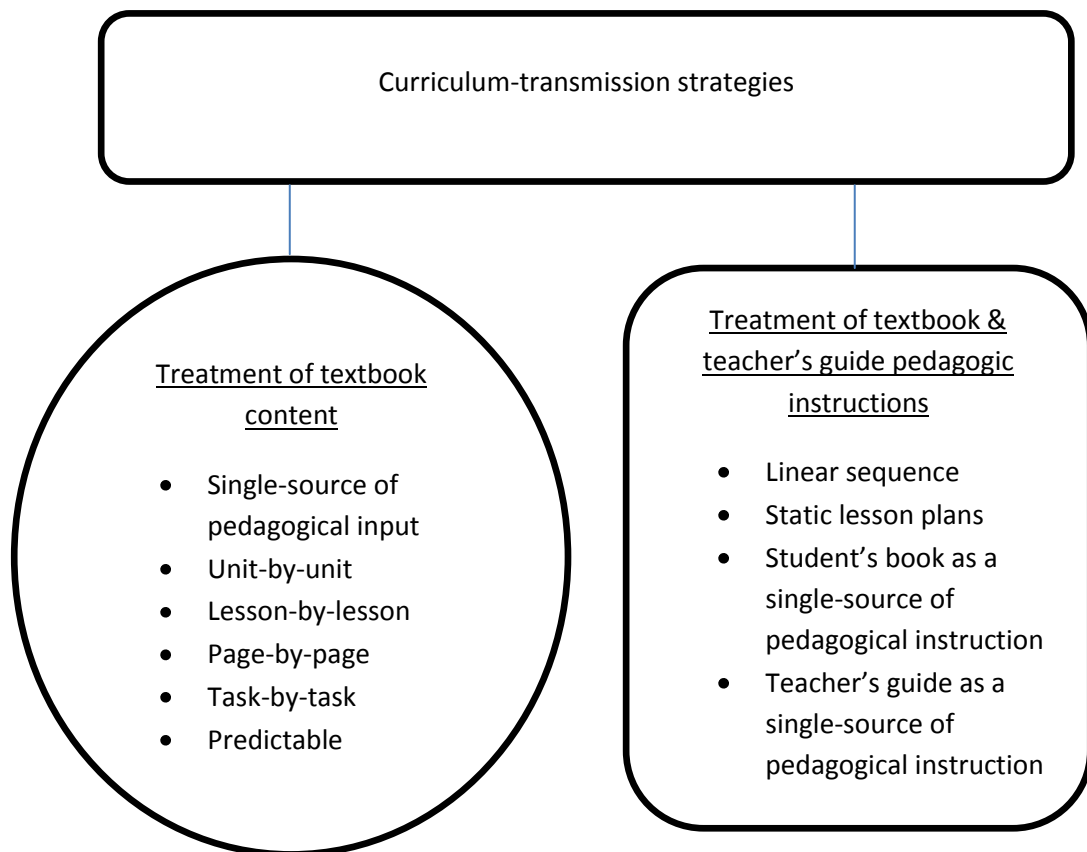 Curriculum-transmission strategies
Treatment of textbook
content
• Single-source of
pedagogical input
• Unit-by-unit
• Lesson-by-lesson
• Page-by-page
• Task-by-task
• Predictable
Treatment of textbook &
teacher’s guide pedagogic
instructions
• Linear sequence
• Static lesson plans
• Student’s book as a
single-source of
pedagogical instruction
• Teacher’s guide as a
single-source of
pedagogical instruction